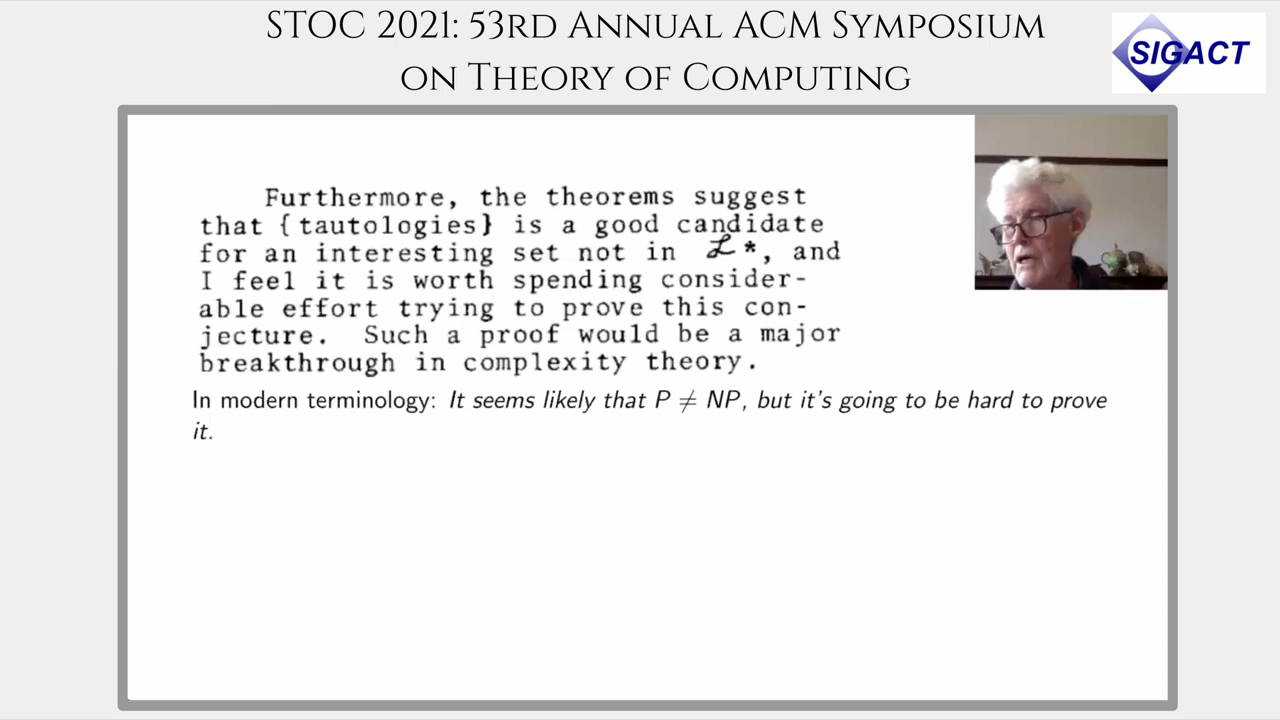 STOC 2021: 53RD ANNUAL ACM SYMPOSIUM
ON THEORY OF COMPUTING
SIGACT
Furthermore, the theorems suggest
that {tautologies} is a good candidate
for an interesting set not in ℒ*, and
I feel it is worth spending consider-
able effort trying to prove this con-
jecture. Such a proof would be a major
breakthrough in complexity theory.
In modern terminology: It seems likely that P ≠ NP, but it's going to be hard to prove
it.